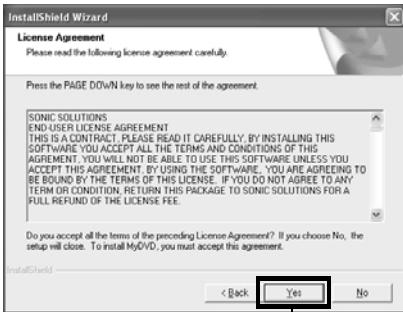 InstallShield Wizard
License Agreement
Please read the following license agreement carefully.
Press the PAGE DOWN key to see the rest of the agreement.
SONIC SOLUTIONS
END-USER LICENSE AGREEMENT
THIS IS A CONTRACT, PLEASE READ IT CAREFULLY, BY INSTALLING THIS
SOFTWARE YOU ACCEPT ALL THE TERMS AND CONDITIONS OF THIS
AGREMENT, YOU WILL NOT BE ABLE TO USE THIS SOFTWARE UNLESS YOU
ACCEPT THIS AGREEMENT. BY USING THE SOFTWARE, YOU ARE AGREEING TO
BE BOUND BY THE TERMS OF THIS LICENSE. IF YOU DO NOT AGREE TO ANY
TERM OR CONDITION, RETURN THIS PACKAGE TO SONIC SOLUTIONS FOR A
FULL REFUND OF THE LICENSE FEE.
Do you accept all the terms of the preceding License Agreement? If you choose No, the
setup will close. To install MyDVD, you must accept this agreement.
InstallShield
< Back Yes No